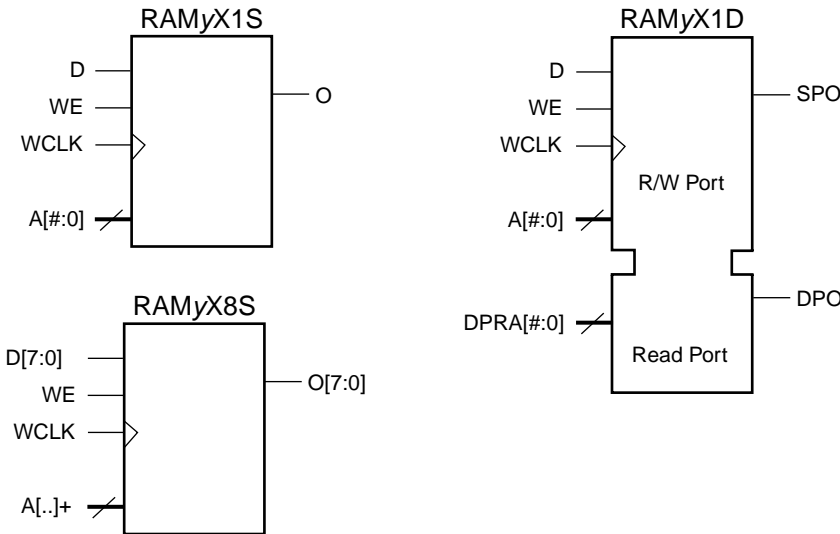 RAMyX1S
D
WE
WCLK
A[#:0]
O
RAMyX8S
D[7:0]
WE
WCLK
A[..]+
O[7:0]
RAMyX1D
D
WE
WCLK
A[#:0]
DPRA[#:0]
R/W Port
Read Port
SPO
DPO